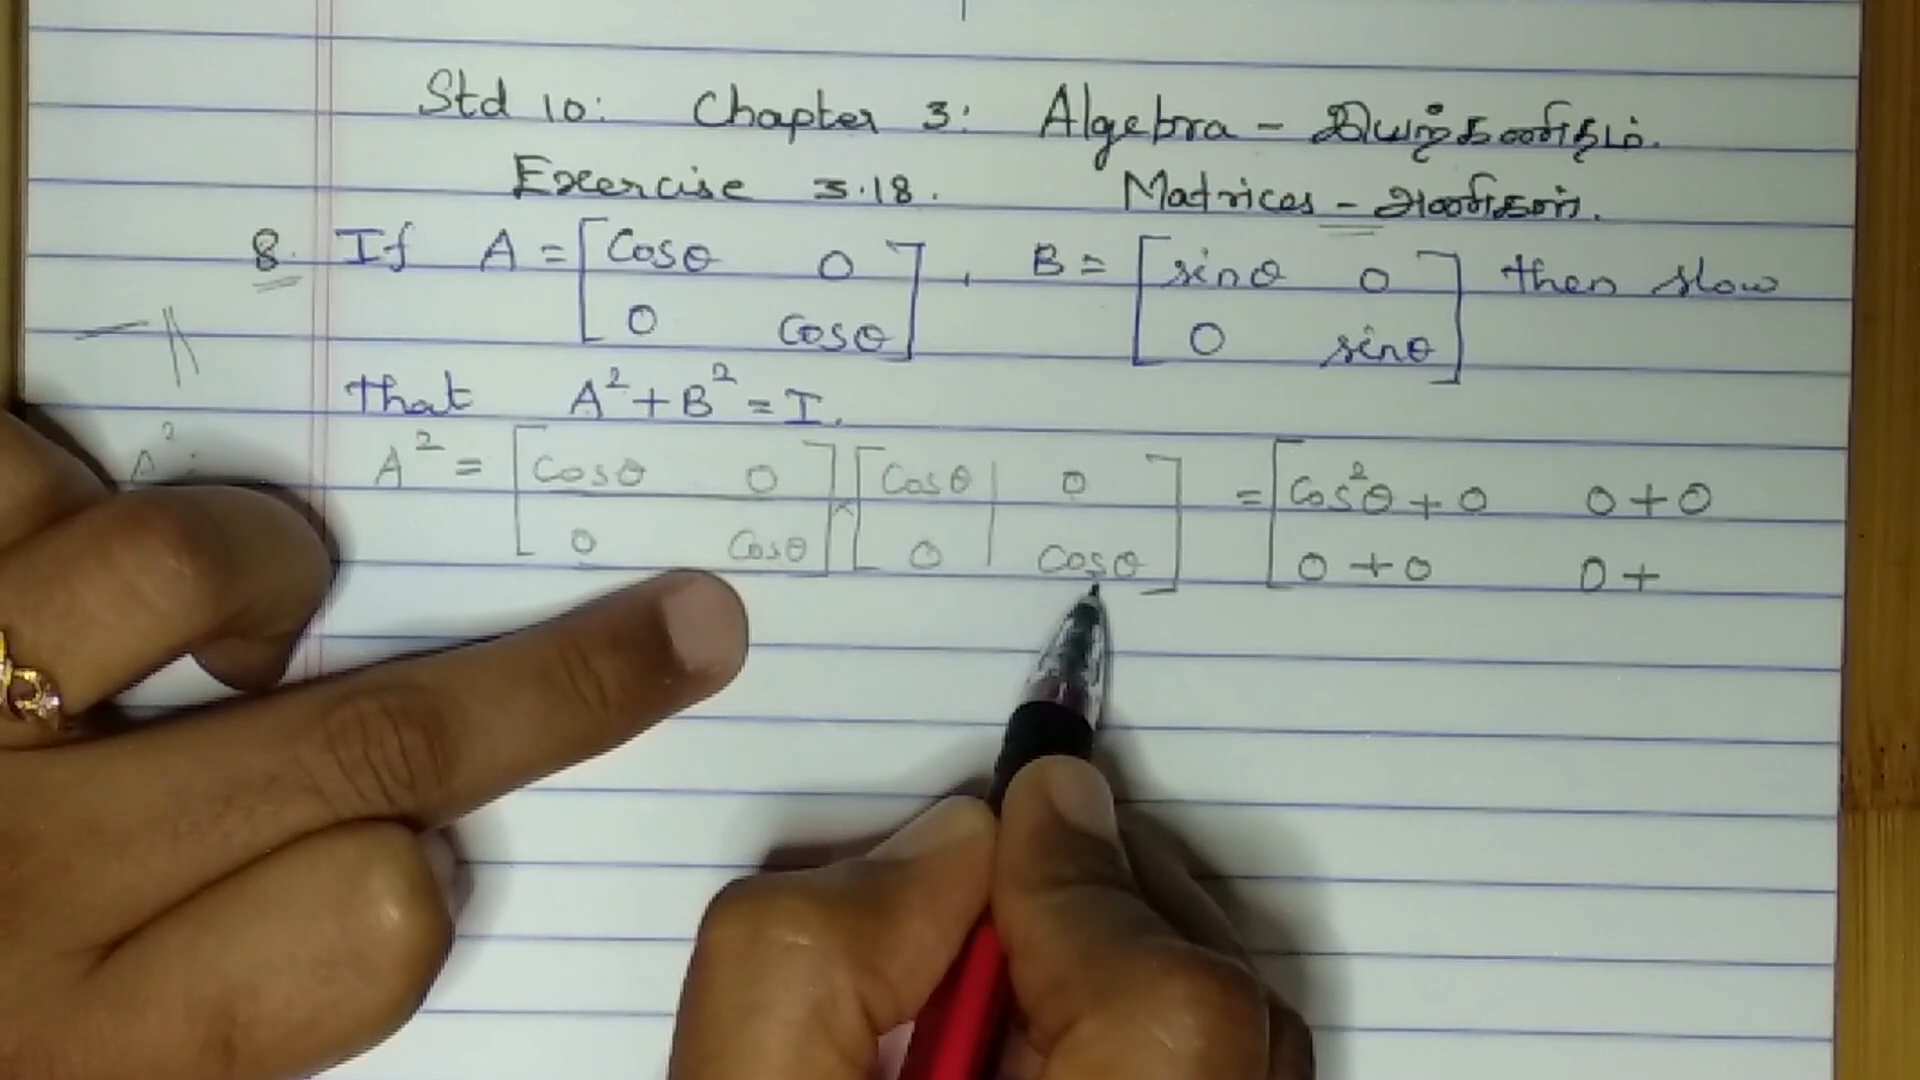 Std 10: Chapter 3: Algebra - இயற்கணிதம்.
Exercise 3.18. Matrices - அணிகள்.
8. If A = [cosθ 0 , B = [sinθ 0 then show
0 cosθ] 0 sinθ]
that A² + B² = I.
A² = [cosθ 0 ] × [cosθ | 0 ] = [cos²θ + 0 0 + 0
0 cosθ 0 | cosθ 0 + 0 0 +
A² :